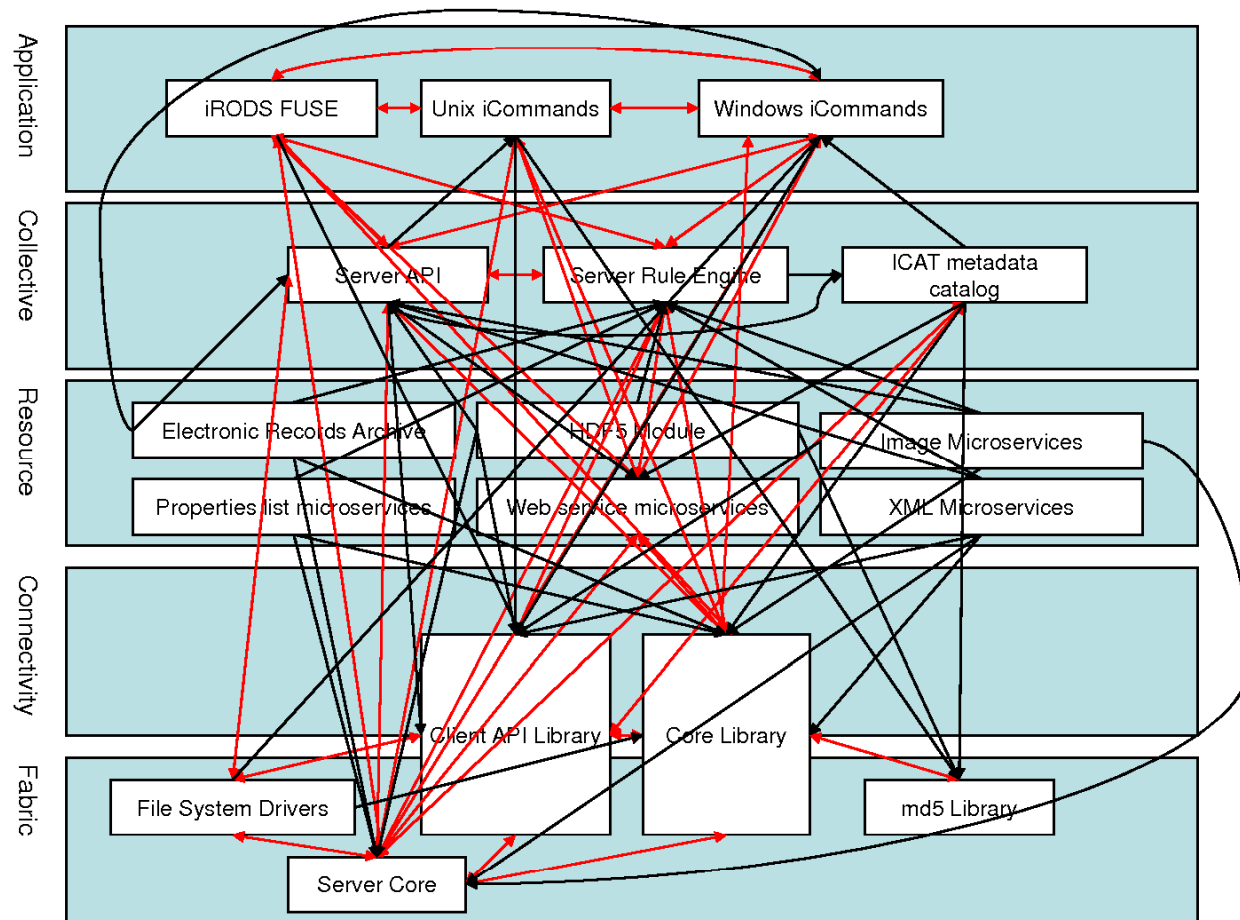 Application
iRODS FUSE
Unix iCommands
Windows iCommands
Collective
Server API
Server Rule Engine
ICAT metadata
catalog
Resource
Electronic Records Archive
HDF5 Module
Image Microservices
Properties list microservices
Web service microservices
XML Microservices
Connectivity
Client API Library
Core Library
Fabric
File System Drivers
md5 Library
Server Core